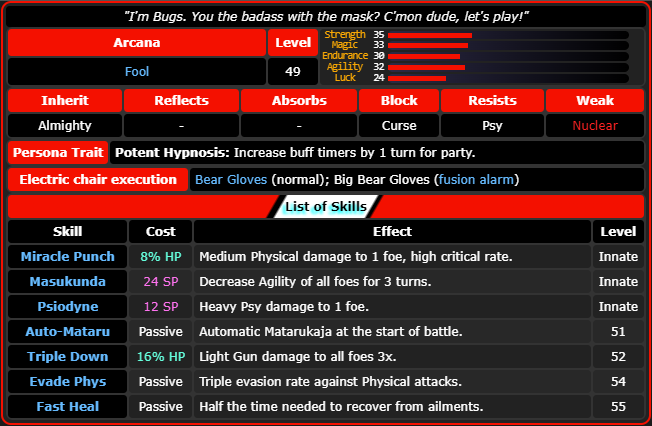 "I'm Bugs. You the badass with the mask? C'mon dude, let's play!"
Arcana Level
Fool 49
Strength 35
Magic 33
Endurance 30
Agility 32
Luck 24
Inherit Reflects Absorbs Block Resists Weak
Almighty - - Curse Psy Nuclear
Persona Trait Potent Hypnosis: Increase buff timers by 1 turn for party.
Electric chair execution Bear Gloves (normal); Big Bear Gloves (fusion alarm)
List of Skills
Skill Cost Effect Level
Miracle Punch 8% HP Medium Physical damage to 1 foe, high critical rate. Innate
Masukunda 24 SP Decrease Agility of all foes for 3 turns. Innate
Psiodyne 12 SP Heavy Psy damage to 1 foe. Innate
Auto-Mataru Passive Automatic Matarukaja at the start of battle. 51
Triple Down 16% HP Light Gun damage to all foes 3x. 52
Evade Phys Passive Triple evasion rate against Physical attacks. 54
Fast Heal Passive Half the time needed to recover from ailments. 55